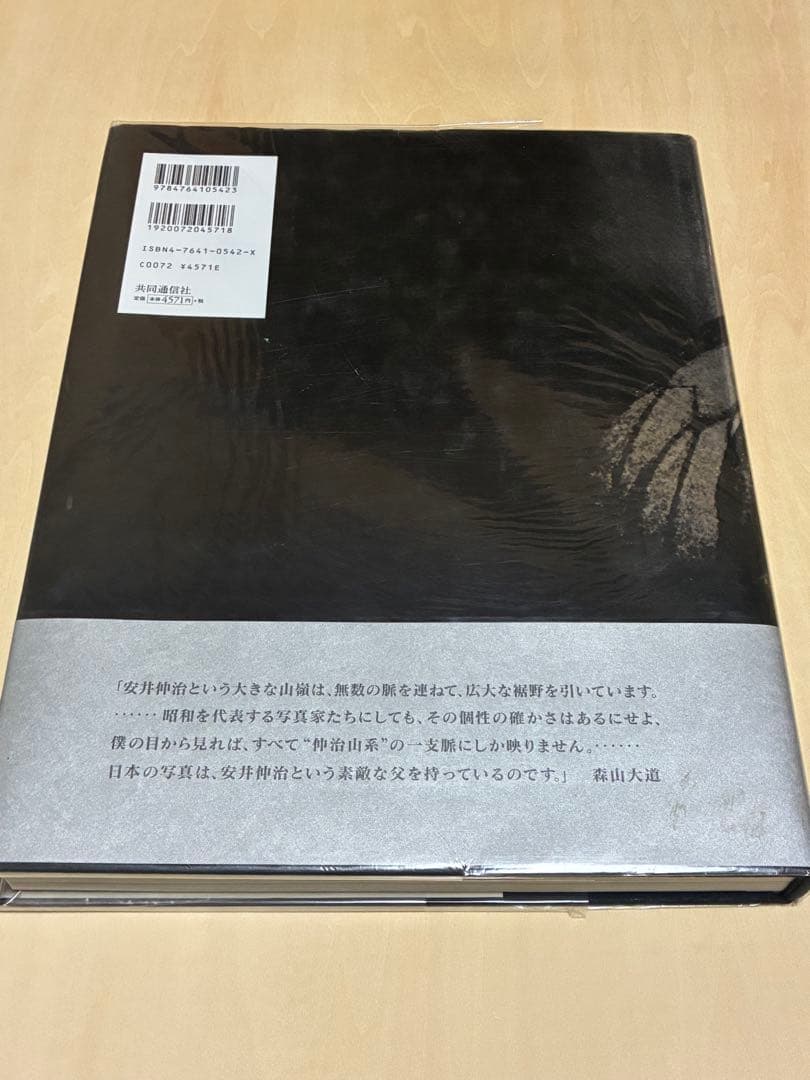 9784764105423
1920072045718
ISBN4-7641-0542-X
C0072 ¥4571E
共同通信社
定価 本体4571円+税
「安井仲治という大きな山嶺は、無数の脈を連ねて、広大な裾野を引いています。
‥‥‥ 昭和を代表する写真家たちにしても、その個性の確かさはあるにせよ、
僕の目から見れば、すべて“仲治山系”の一支脈にしか映りません。‥‥‥
日本の写真は、安井仲治という素敵な父を持っているのです。」 森山大道